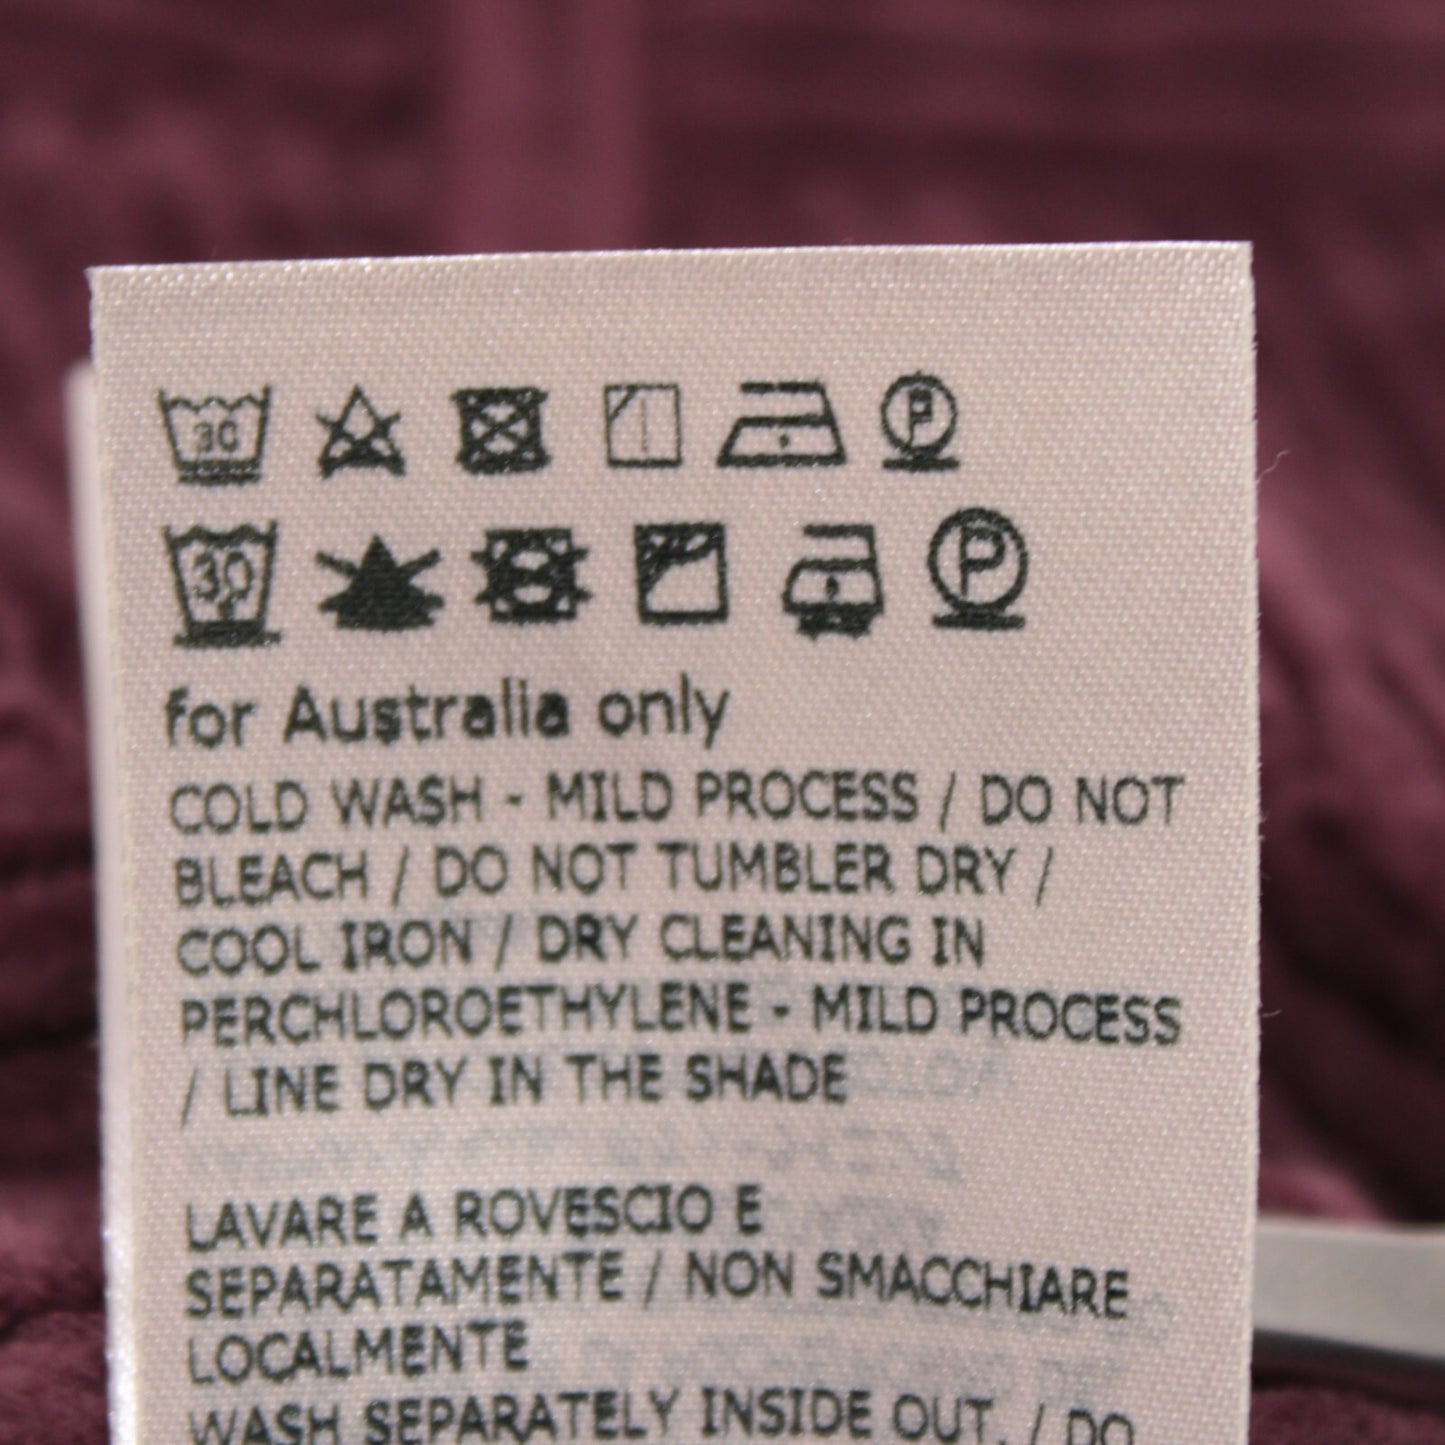 30
P
30
P
for Australia only
COLD WASH - MILD PROCESS / DO NOT
BLEACH / DO NOT TUMBLER DRY /
COOL IRON / DRY CLEANING IN
PERCHLOROETHYLENE - MILD PROCESS
/ LINE DRY IN THE SHADE
LAVARE A ROVESCIO E
SEPARATAMENTE / NON SMACCHIARE
LOCALMENTE
WASH SEPARATELY INSIDE OUT. / DO